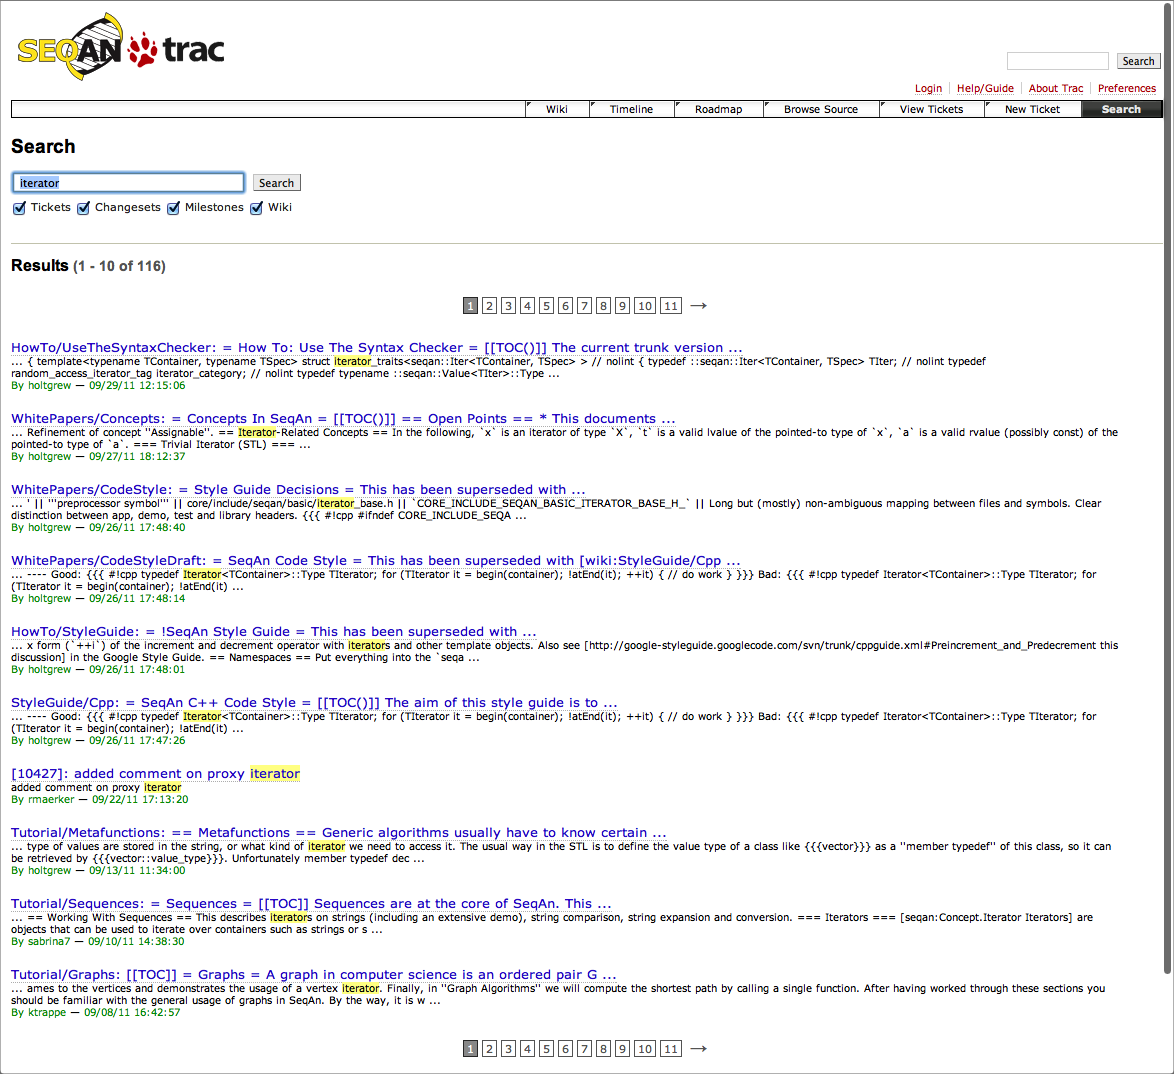 SEQAN trac
Search
Login Help/Guide About Trac Preferences
Wiki Timeline Roadmap Browse Source View Tickets New Ticket Search
Search
iterator Search
Tickets Changesets Milestones Wiki
Results (1 - 10 of 116)
1 2 3 4 5 6 7 8 9 10 11 →
HowTo/UseTheSyntaxChecker: = How To: Use The Syntax Checker = [[TOC()]] The current trunk version ...
... { template<typename TContainer, typename TSpec> struct iterator_traits<seqan::Iter<TContainer, TSpec> > // nolint { typedef ::seqan::Iter<TContainer, TSpec> TIter; // nolint typedef
random_access_iterator_tag iterator_category; // nolint typedef typename ::seqan::Value<TIter>::Type ...
By holtgrew — 09/29/11 12:15:06
WhitePapers/Concepts: = Concepts In SeqAn = [[TOC()]] == Open Points == * This documents ...
... Refinement of concept ''Assignable''. == Iterator-Related Concepts == In the following, `x` is an iterator of type `X`, `t` is a valid lvalue of the pointed-to type of `x`, `a` is a valid rvalue (possibly const) of the
pointed-to type of `a`. === Trivial Iterator (STL) === ...
By holtgrew — 09/27/11 18:12:37
WhitePapers/CodeStyle: = Style Guide Decisions = This has been superseded with ...
... ' || '''preprocessor symbol''' || core/include/seqan/basic/iterator_base.h || `CORE_INCLUDE_SEQAN_BASIC_ITERATOR_BASE_H_` || Long but (mostly) non-ambiguous mapping between files and symbols. Clear
distinction between app, demo, test and library headers. {{{ #!cpp #ifndef CORE_INCLUDE_SEQA ...
By holtgrew — 09/26/11 17:48:40
WhitePapers/CodeStyleDraft: = SeqAn Code Style = This has been superseded with [wiki:StyleGuide/Cpp ...
... ---- Good: {{{ #!cpp typedef Iterator<TContainer>::Type TIterator; for (TIterator it = begin(container); !atEnd(it); ++it) { // do work } }}} Bad: {{{ #!cpp typedef Iterator<TContainer>::Type TIterator; for
(TIterator it = begin(container); !atEnd(it) ...
By holtgrew — 09/26/11 17:48:14
HowTo/StyleGuide: = !SeqAn Style Guide = This has been superseded with ...
... x form (`++i`) of the increment and decrement operator with iterators and other template objects. Also see [http://google-styleguide.googlecode.com/svn/trunk/cppguide.xml#Preincrement_and_Predecrement this
discussion] in the Google Style Guide. == Namespaces == Put everything into the `seqa ...
By holtgrew — 09/26/11 17:48:01
StyleGuide/Cpp: = SeqAn C++ Code Style = [[TOC()]] The aim of this style guide is to ...
... ---- Good: {{{ #!cpp typedef Iterator<TContainer>::Type TIterator; for (TIterator it = begin(container); !atEnd(it); ++it) { // do work } }}} Bad: {{{ #!cpp typedef Iterator<TContainer>::Type TIterator; for
(TIterator it = begin(container); !atEnd(it) ...
By holtgrew — 09/26/11 17:47:26
[10427]: added comment on proxy iterator
added comment on proxy iterator
By rmaerker — 09/22/11 17:13:20
Tutorial/Metafunctions: == Metafunctions == Generic algorithms usually have to know certain ...
... type of values are stored in the string, or what kind of iterator we need to access it. The usual way in the STL is to define the value type of a class like {{{vector}}} as a ''member typedef'' of this class, so it can
be retrieved by {{{vector::value_type}}}. Unfortunately member typedef dec ...
By holtgrew — 09/13/11 11:34:00
Tutorial/Sequences: = Sequences = [[TOC]] Sequences are at the core of SeqAn. This ...
... == Working With Sequences == This describes iterators on strings (including an extensive demo), string comparison, string expansion and conversion. === Iterators === [seqan:Concept.Iterator Iterators] are
objects that can be used to iterate over containers such as strings or s ...
By sabrina7 — 09/10/11 14:38:30
Tutorial/Graphs: [[TOC]] = Graphs = A graph in computer science is an ordered pair G ...
... ames to the vertices and demonstrates the usage of a vertex iterator. Finally, in ''Graph Algorithms'' we will compute the shortest path by calling a single function. After having worked through these sections you
should be familiar with the general usage of graphs in SeqAn. By the way, it is w ...
By ktrappe — 09/08/11 16:42:57
1 2 3 4 5 6 7 8 9 10 11 →